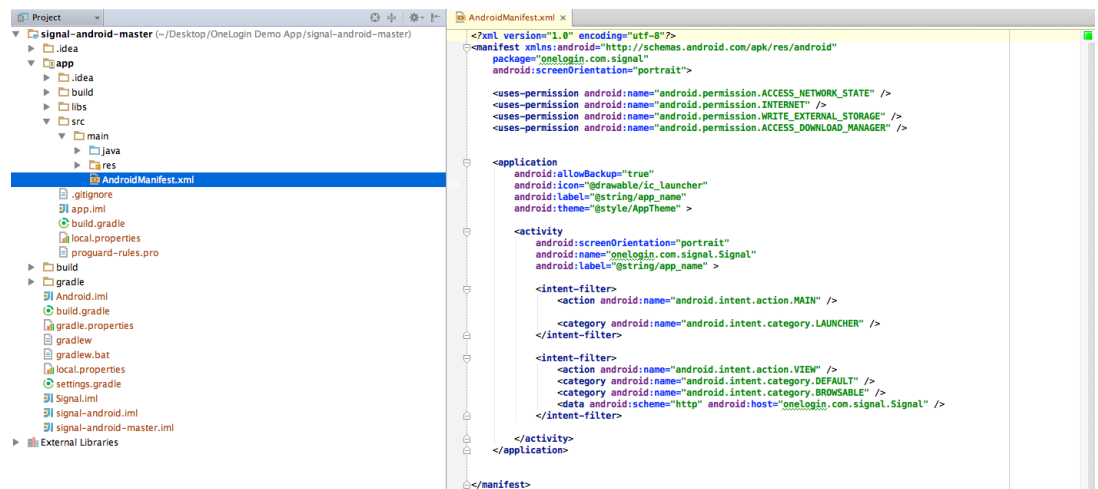 Project
signal-android-master (~/Desktop/OneLogin Demo App/signal-android-master)
.idea
app
.idea
build
libs
src
main
java
res
AndroidManifest.xml
.gitignore
app.iml
build.gradle
local.properties
proguard-rules.pro
build
gradle
Android.iml
build.gradle
gradle.properties
gradlew
gradlew.bat
local.properties
settings.gradle
Signal.iml
signal-android.iml
signal-android-master.iml
External Libraries
AndroidManifest.xml
<?xml version="1.0" encoding="utf-8"?>
<manifest xmlns:android="http://schemas.android.com/apk/res/android"
package="onelogin.com.signal"
android:screenOrientation="portrait">
<uses-permission android:name="android.permission.ACCESS_NETWORK_STATE" />
<uses-permission android:name="android.permission.INTERNET" />
<uses-permission android:name="android.permission.WRITE_EXTERNAL_STORAGE" />
<uses-permission android:name="android.permission.ACCESS_DOWNLOAD_MANAGER" />
<application
android:allowBackup="true"
android:icon="@drawable/ic_launcher"
android:label="@string/app_name"
android:theme="@style/AppTheme" >
<activity
android:screenOrientation="portrait"
android:name="onelogin.com.signal.Signal"
android:label="@string/app_name" >
<intent-filter>
<action android:name="android.intent.action.MAIN" />
<category android:name="android.intent.category.LAUNCHER" />
</intent-filter>
<intent-filter>
<action android:name="android.intent.action.VIEW" />
<category android:name="android.intent.category.DEFAULT" />
<category android:name="android.intent.category.BROWSABLE" />
<data android:scheme="http" android:host="onelogin.com.signal.Signal" />
</intent-filter>
</activity>
</application>
</manifest>